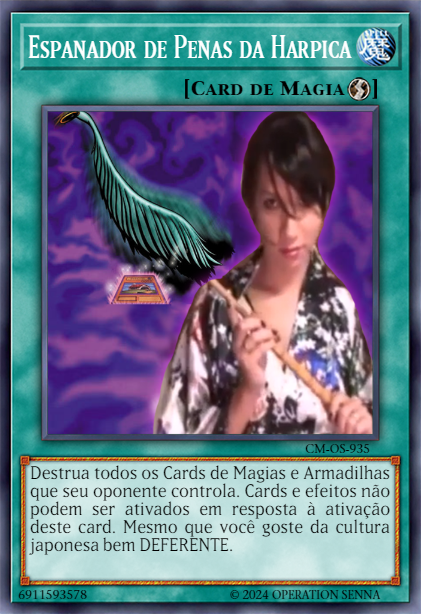 ESPANADOR DE PENAS DA HARPICA
魔
[CARD DE MAGIA]
CM-OS-935
Destrua todos os Cards de Magias e Armadilhas
que seu oponente controla. Cards e efeitos não
podem ser ativados em resposta à ativação
deste card. Mesmo que você goste da cultura
japonesa bem DEFERENTE.
6911593578
©2024 OPERATION SENNA